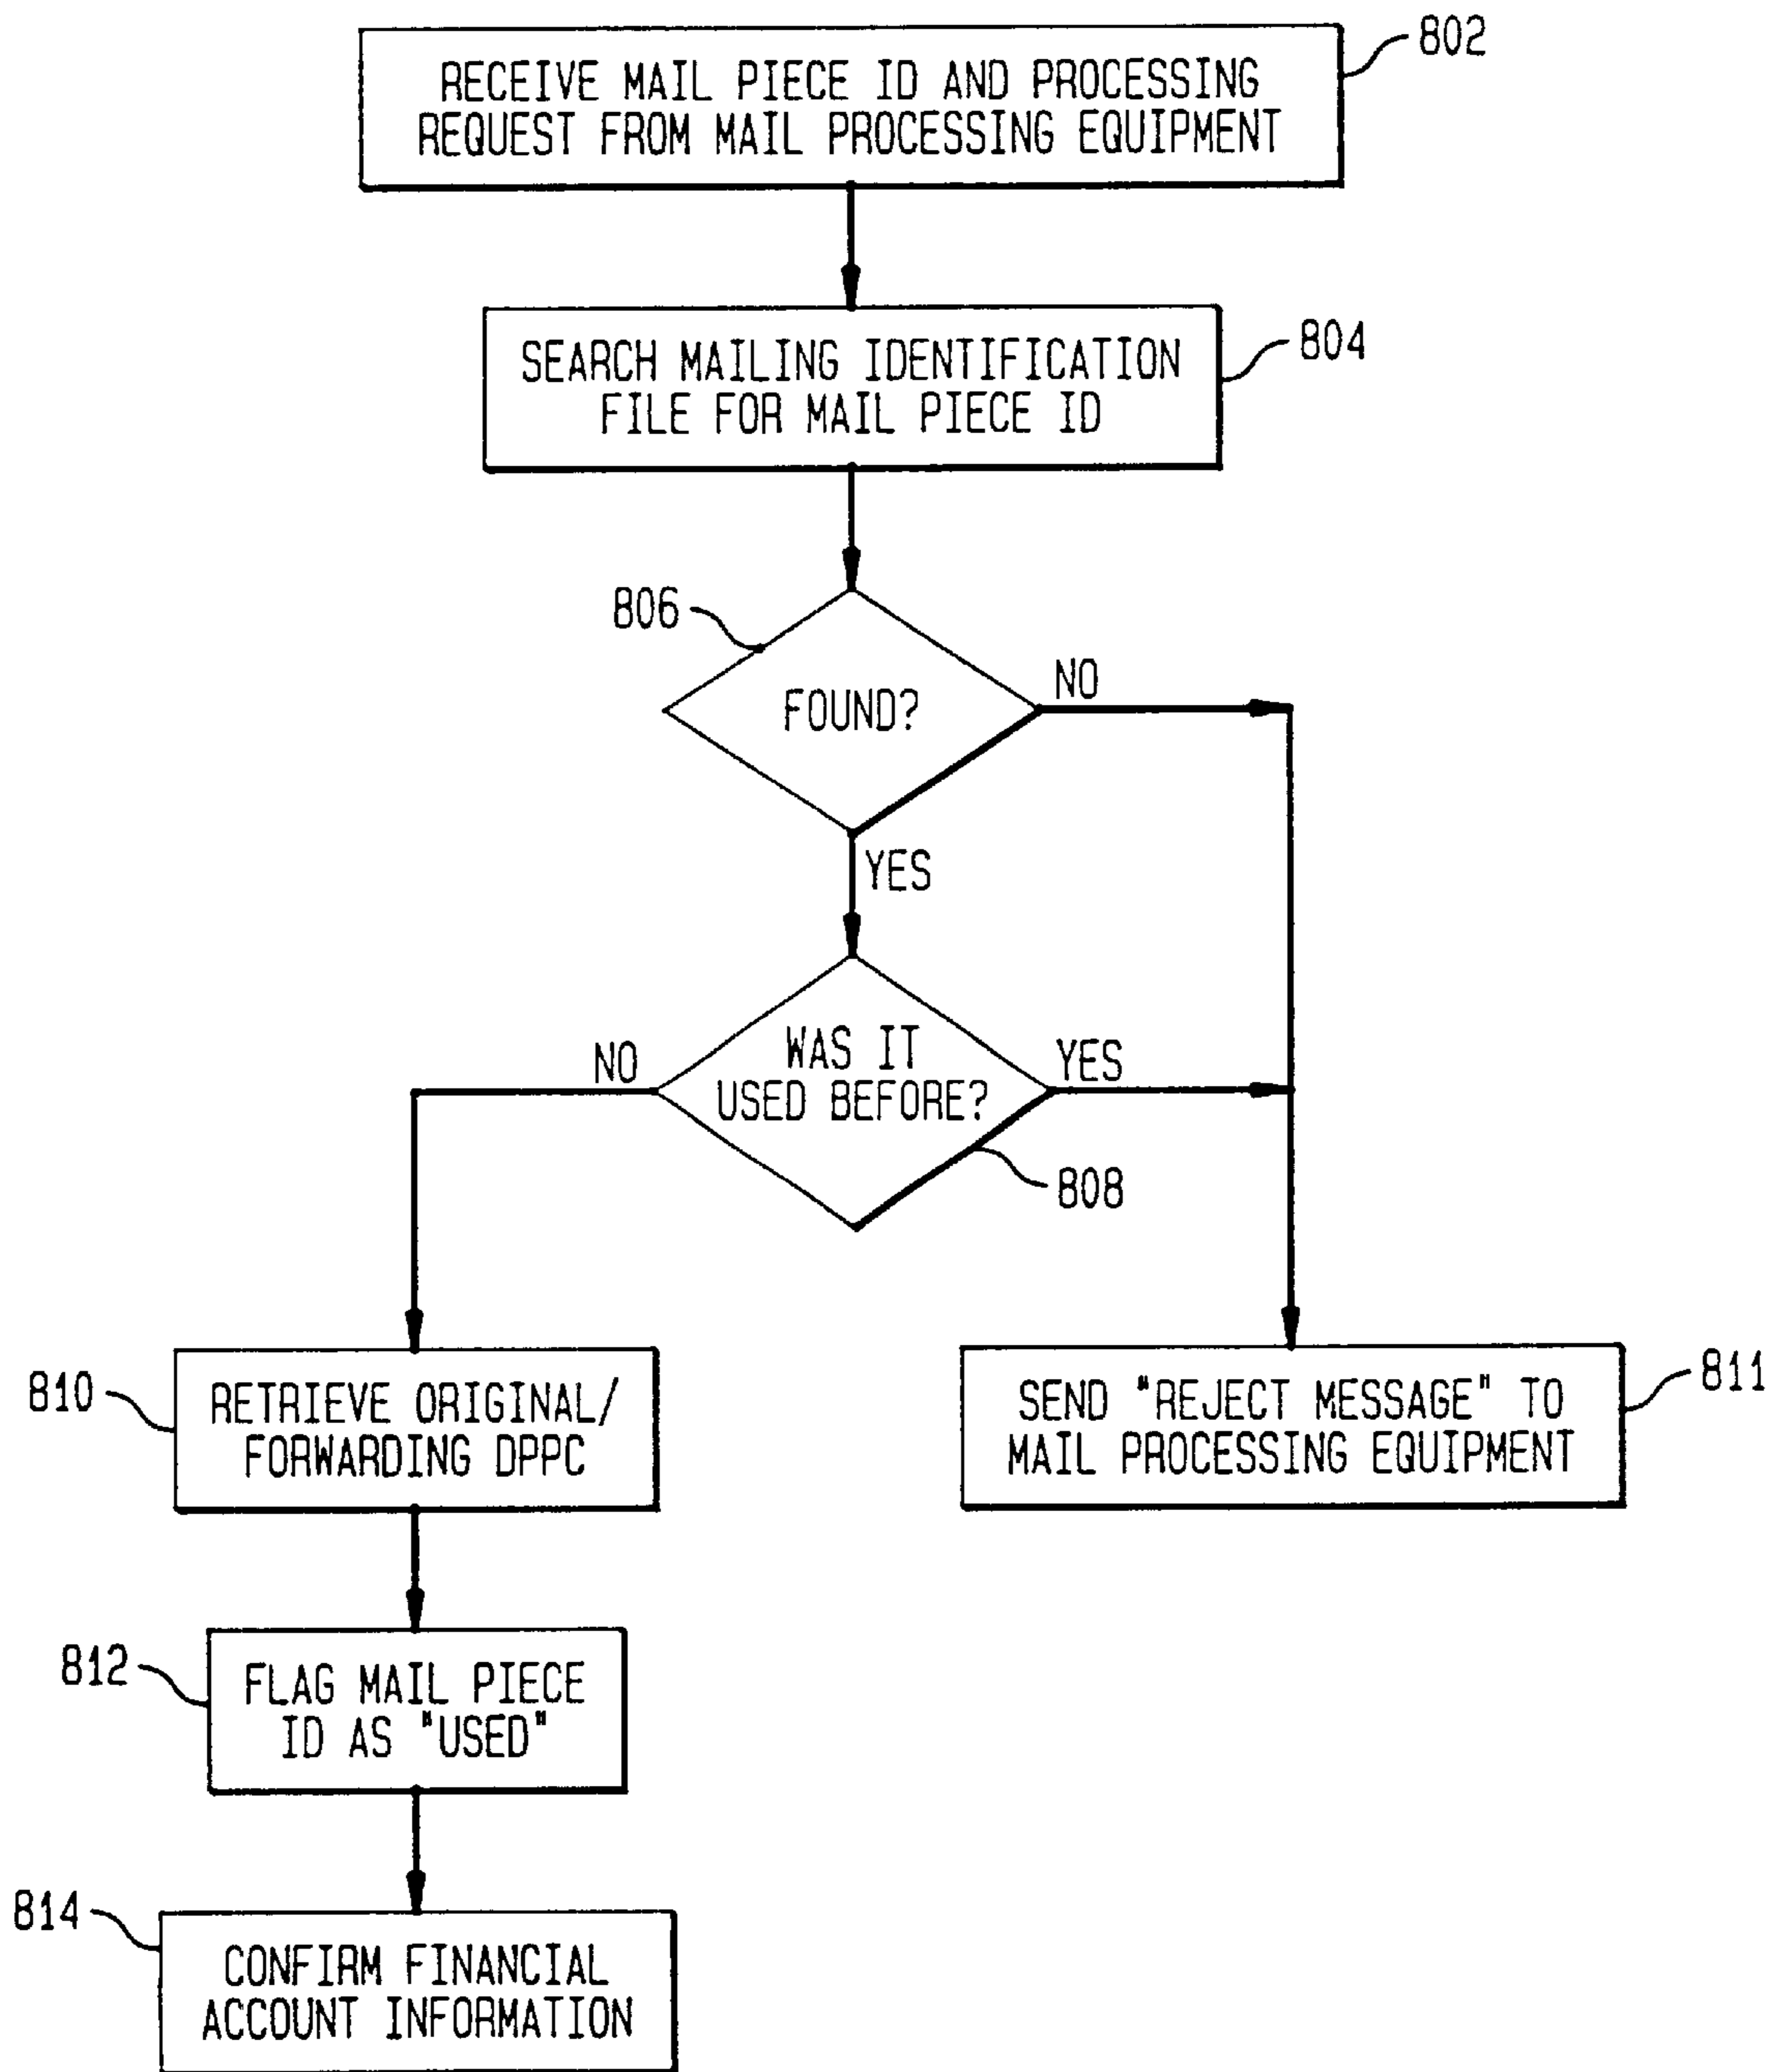 802
RECEIVE MAIL PIECE ID AND PROCESSING
REQUEST FROM MAIL PROCESSING EQUIPMENT
804
SEARCH MAILING IDENTIFICATION
FILE FOR MAIL PIECE ID
806
FOUND?
NO
YES
WAS IT
USED BEFORE?
NO
YES
808
810
RETRIEVE ORIGINAL/
FORWARDING DPPC
811
SEND "REJECT MESSAGE" TO
MAIL PROCESSING EQUIPMENT
812
FLAG MAIL PIECE
ID AS "USED"
814
CONFIRM FINANCIAL
ACCOUNT INFORMATION